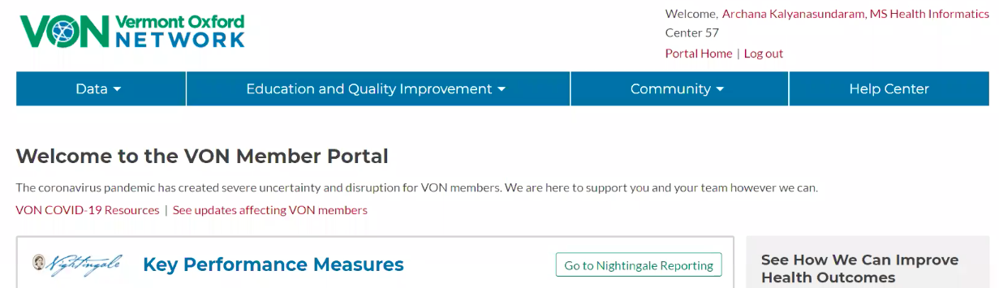 VON Vermont Oxford NETWORK
Welcome, Archana Kalyanasundaram, MS Health Informatics
Center 57
Portal Home | Log out
Data Education and Quality Improvement Community Help Center
Welcome to the VON Member Portal
The coronavirus pandemic has created severe uncertainty and disruption for VON members. We are here to support you and your team however we can.
VON COVID-19 Resources | See updates affecting VON members
Nightingale Key Performance Measures Go to Nightingale Reporting
See How We Can Improve
Health Outcomes